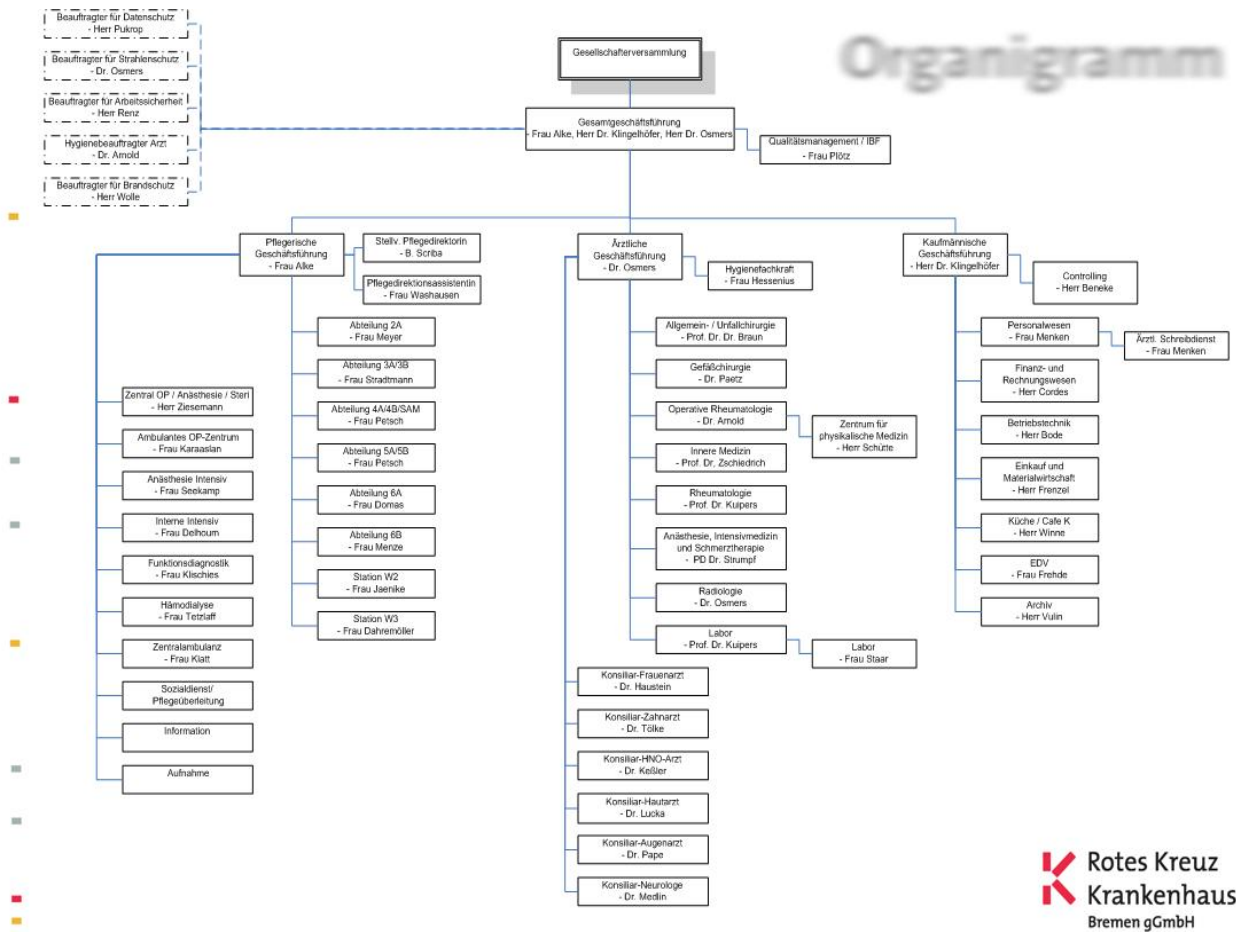 Organigramm
Beauftragter für Datenschutz
- Herr Pukrop
Beauftragter für Strahlenschutz
- Dr. Osmers
Beauftragter für Arbeitssicherheit
- Herr Renz
Hygienebeauftragter Arzt
- Dr. Arnold
Beauftragter für Brandschutz
- Herr Wolle
Gesellschafterversammlung
Gesamtgeschäftsführung
- Frau Alke, Herr Dr. Klingelhöfer, Herr Dr. Osmers
Qualitätsmanagement / IBF
- Frau Plötz
Pflegerische
Geschäftsführung
- Frau Alke
Stellv. Pflegedirektorin
- B. Scriba
Pflegedirektionsassistentin
- Frau Washausen
Abteilung 2A
- Frau Meyer
Abteilung 3A/3B
- Frau Stradtmann
Abteilung 4A/4B/SAM
- Frau Petsch
Abteilung 5A/5B
- Frau Petsch
Abteilung 6A
- Frau Domas
Abteilung 6B
- Frau Menze
Station W2
- Frau Jaenike
Station W3
- Frau Dahremöller
Zentral OP / Anästhesie / Steri
- Herr Ziesemann
Ambulantes OP-Zentrum
- Frau Karaaslan
Anästhesie Intensiv
- Frau Seekamp
Interne Intensiv
- Frau Delhoum
Funktionsdiagnostik
- Frau Klischies
Hämodialyse
- Frau Tetzlaff
Zentralambulanz
- Frau Klatt
Sozialdienst/
Pflegeüberleitung
Information
Aufnahme
Ärztliche
Geschäftsführung
- Dr. Osmers
Hygienefachkraft
- Frau Hessenius
Allgemein- / Unfallchirurgie
- Prof. Dr. Dr. Braun
Gefäßchirurgie
- Dr. Paetz
Operative Rheumatologie
- Dr. Arnold
Zentrum für
physikalische Medizin
- Herr Schütte
Innere Medizin
- Prof. Dr, Zschiedrich
Rheumatologie
- Prof. Dr. Kuipers
Anästhesie, Intensivmedizin
und Schmerztherapie
- PD Dr. Strumpf
Radiologie
- Dr. Osmers
Labor
- Prof. Dr. Kuipers
Labor
- Frau Staar
Konsiliar-Frauenarzt
- Dr. Haustein
Konsiliar-Zahnarzt
- Dr. Tölke
Konsiliar-HNO-Arzt
- Dr. Keßler
Konsiliar-Hautarzt
- Dr. Lucka
Konsiliar-Augenarzt
- Dr. Pape
Konsiliar-Neurologe
- Dr. Medlin
Kaufmännische
Geschäftsführung
- Herr Dr. Klingelhöfer
Controlling
- Herr Beneke
Personalwesen
- Frau Menken
Ärztl. Schreibdienst
- Frau Menken
Finanz- und
Rechnungswesen
- Herr Cordes
Betriebstechnik
- Herr Bode
Einkauf und
Materialwirtschaft
- Herr Frenzel
Küche / Cafe K
- Herr Winne
EDV
- Frau Frehde
Archiv
- Herr Vulin
Rotes Kreuz
Krankenhaus
Bremen gGmbH